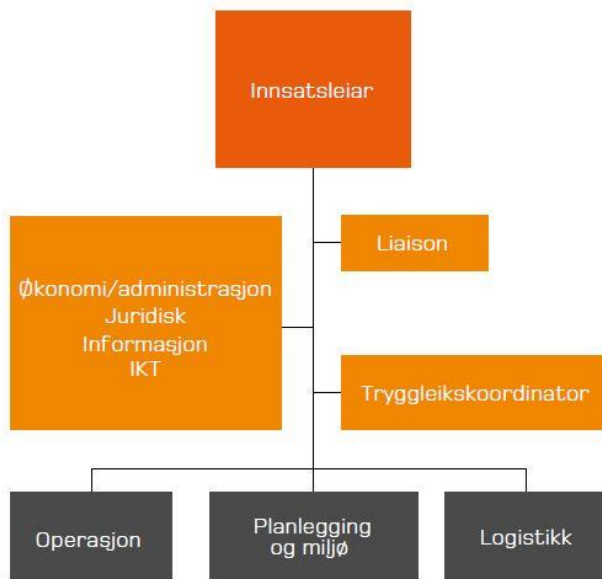 Innsatsleiar
Liaison
Økonomi/administrasjon
Juridisk
Informasjon
IKT
Tryggleikskoordinator
Operasjon
Planlegging
og miljø
Logistikk